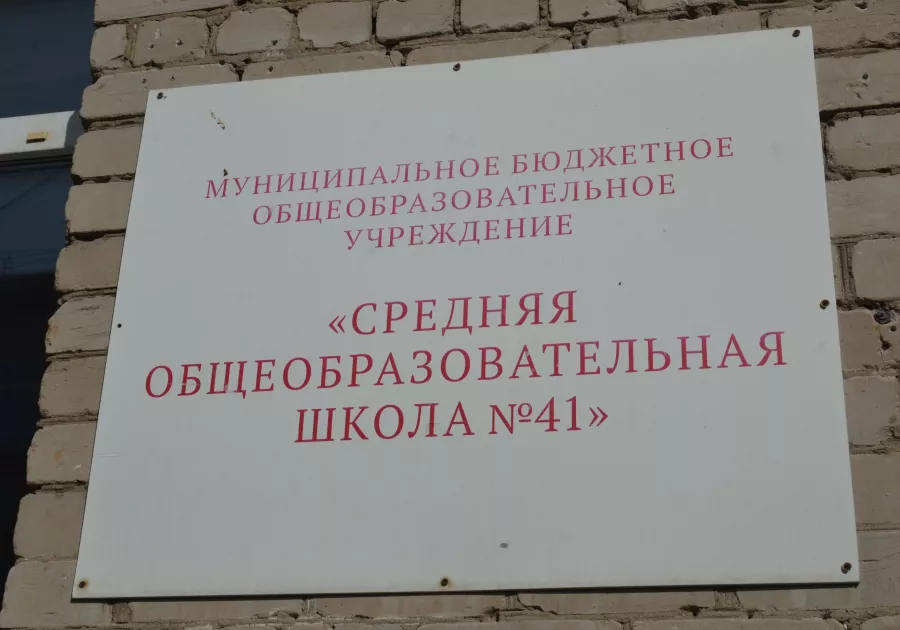 МУНИЦИПАЛЬНОЕ БЮДЖЕТНОЕ
ОБЩЕОБРАЗОВАТЕЛЬНОЕ
УЧРЕЖДЕНИЕ
«СРЕДНЯЯ
ОБЩЕОБРАЗОВАТЕЛЬНАЯ
ШКОЛА №41»